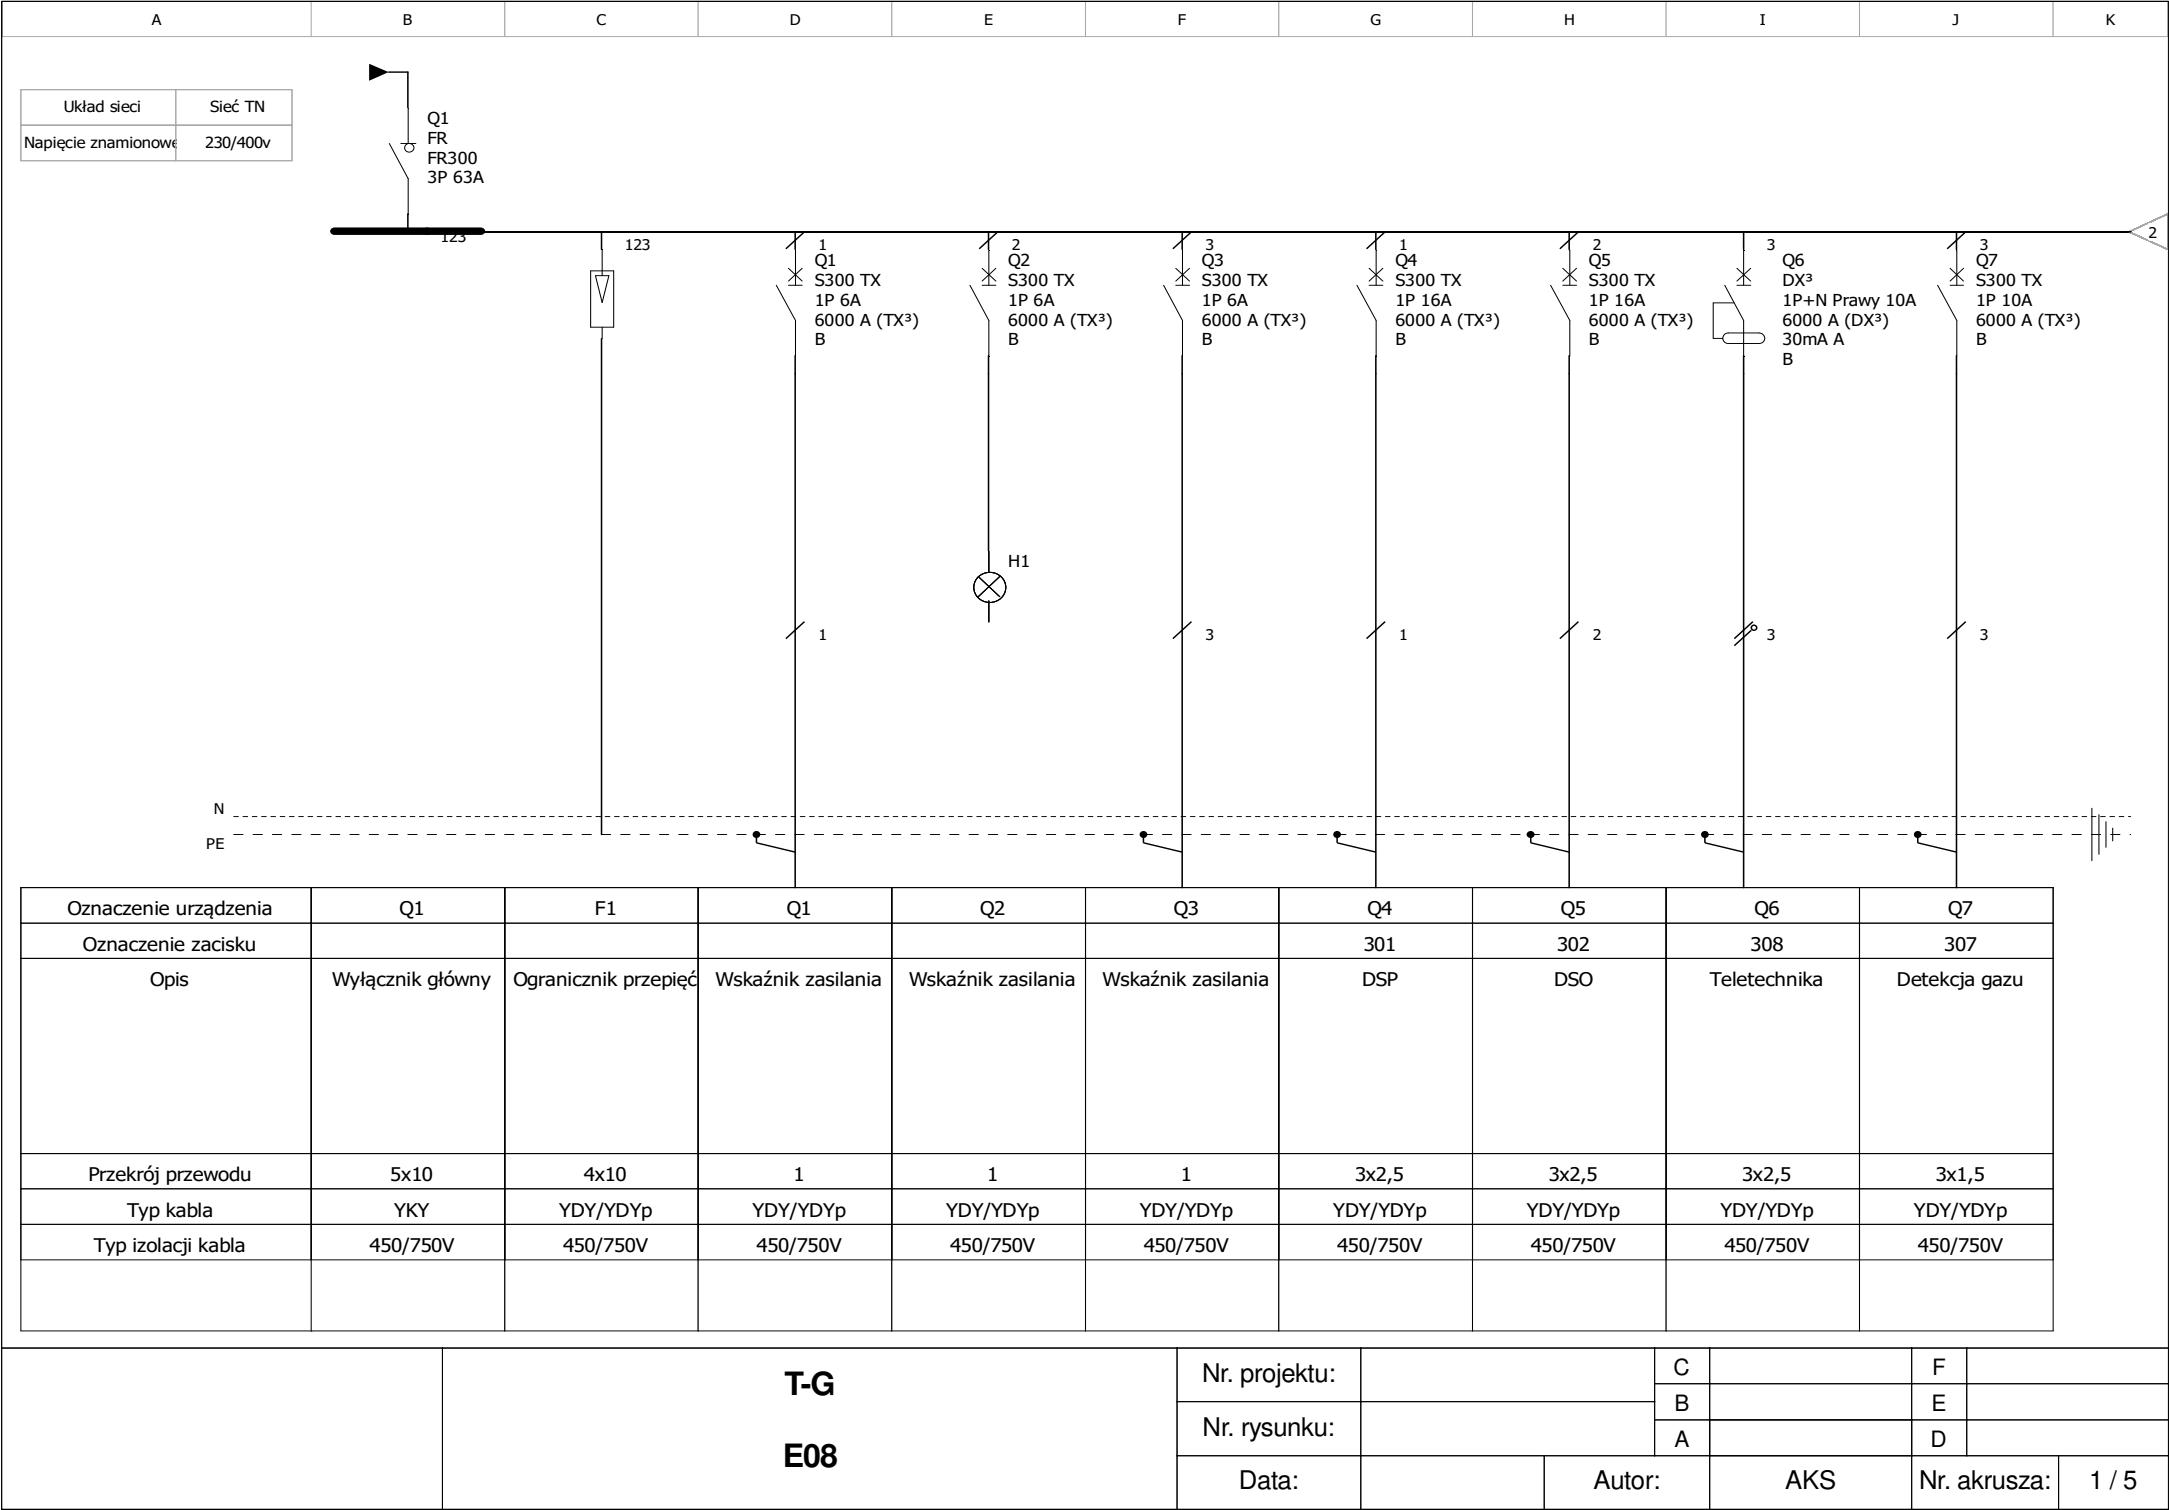 A B C D E F G H I J K
Układ sieci Sieć TN
Napięcie znamionowe 230/400v
Q1
FR
FR300
3P 63A
123
123
1
Q1
S300 TX
1P 6A
6000 A (TX³)
B
2
Q2
S300 TX
1P 6A
6000 A (TX³)
B
3
Q3
S300 TX
1P 6A
6000 A (TX³)
B
1
Q4
S300 TX
1P 16A
6000 A (TX³)
B
2
Q5
S300 TX
1P 16A
6000 A (TX³)
B
3
Q6
DX³
1P+N Prawy 10A
6000 A (DX³)
30mA A
B
3
Q7
S300 TX
1P 10A
6000 A (TX³)
B
2
H1
1 3 1 2 3 3
N
PE
Oznaczenie urządzenia Q1 F1 Q1 Q2 Q3 Q4 Q5 Q6 Q7
Oznaczenie zacisku 301 302 308 307
Opis Wyłącznik główny Ogranicznik przepięć Wskaźnik zasilania Wskaźnik zasilania Wskaźnik zasilania DSP DSO Teletechnika Detekcja gazu
Przekrój przewodu 5x10 4x10 1 1 1 3x2,5 3x2,5 3x2,5 3x1,5
Typ kabla YKY YDY/YDYp YDY/YDYp YDY/YDYp YDY/YDYp YDY/YDYp YDY/YDYp YDY/YDYp YDY/YDYp
Typ izolacji kabla 450/750V 450/750V 450/750V 450/750V 450/750V 450/750V 450/750V 450/750V 450/750V
T-G
E08
Nr. projektu:
Nr. rysunku:
Data:
Autor: AKS
C F
B E
A D
Nr. akrusza: 1 / 5